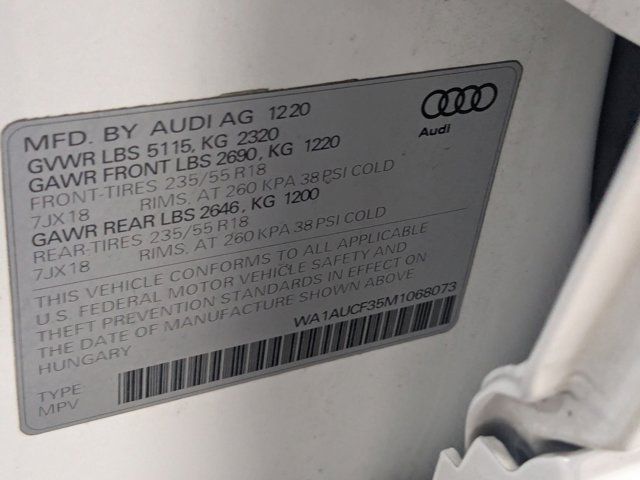 MFD. BY AUDI AG 1220
GVWR LBS 5115, KG 2320
GAWR FRONT LBS 2690, KG 1220
FRONT-TIRES 235/55 R18
7JX18 RIMS, AT 260 KPA 38 PSI COLD
GAWR REAR LBS 2646, KG 1200
REAR-TIRES 235/55 R18
7JX18 RIMS, AT 260 KPA 38 PSI COLD
THIS VEHICLE CONFORMS TO ALL APPLICABLE
U.S. FEDERAL MOTOR VEHICLE SAFETY AND
THEFT PREVENTION STANDARDS IN EFFECT ON
THE DATE OF MANUFACTURE SHOWN ABOVE
HUNGARY
WA1AUCF35M1068073
TYPE
MPV
Audi